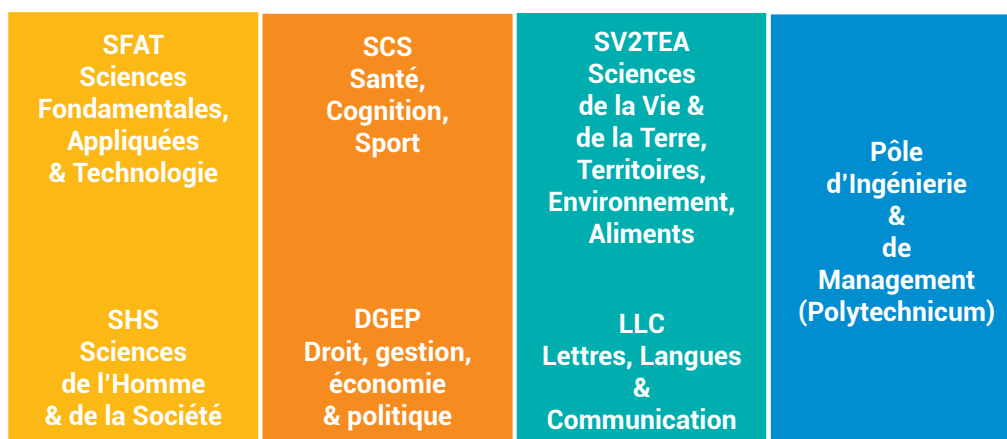 SFAT
Sciences
Fondamentales,
Appliquées
& Technologie
SHS
Sciences
de l'Homme
& de la Société
SCS
Santé,
Cognition,
Sport
DGEP
Droit, gestion,
économie
& politique
SV2TEA
Sciences
de la Vie &
de la Terre,
Territoires,
Environnement,
Aliments
LLC
Lettres, Langues
&
Communication
Pôle
d'Ingénierie
&
de
Management
(Polytechnicum)